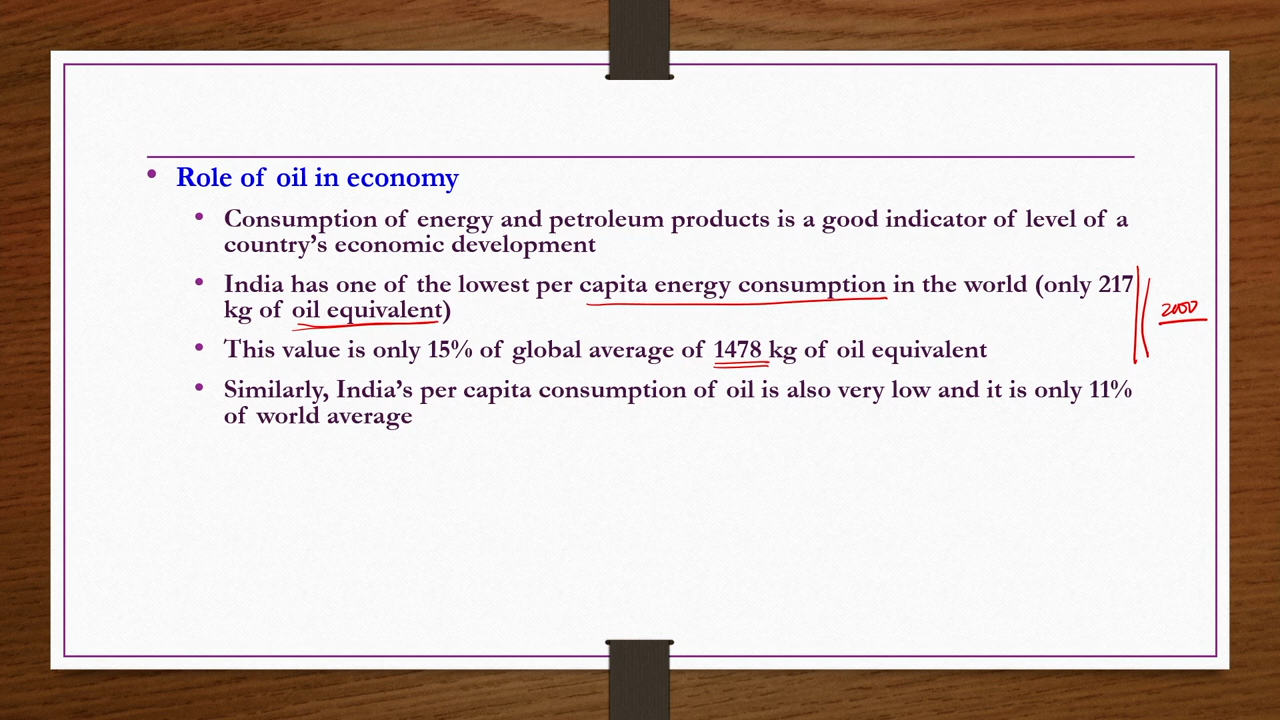 Role of oil in economy
Consumption of energy and petroleum products is a good indicator of level of a
country's economic development
India has one of the lowest per capita energy consumption in the world (only 217
kg of oil equivalent)
2000
This value is only 15% of global average of 1478 kg of oil equivalent
Similarly, India's per capita consumption of oil is also very low and it is only 11%
of world average